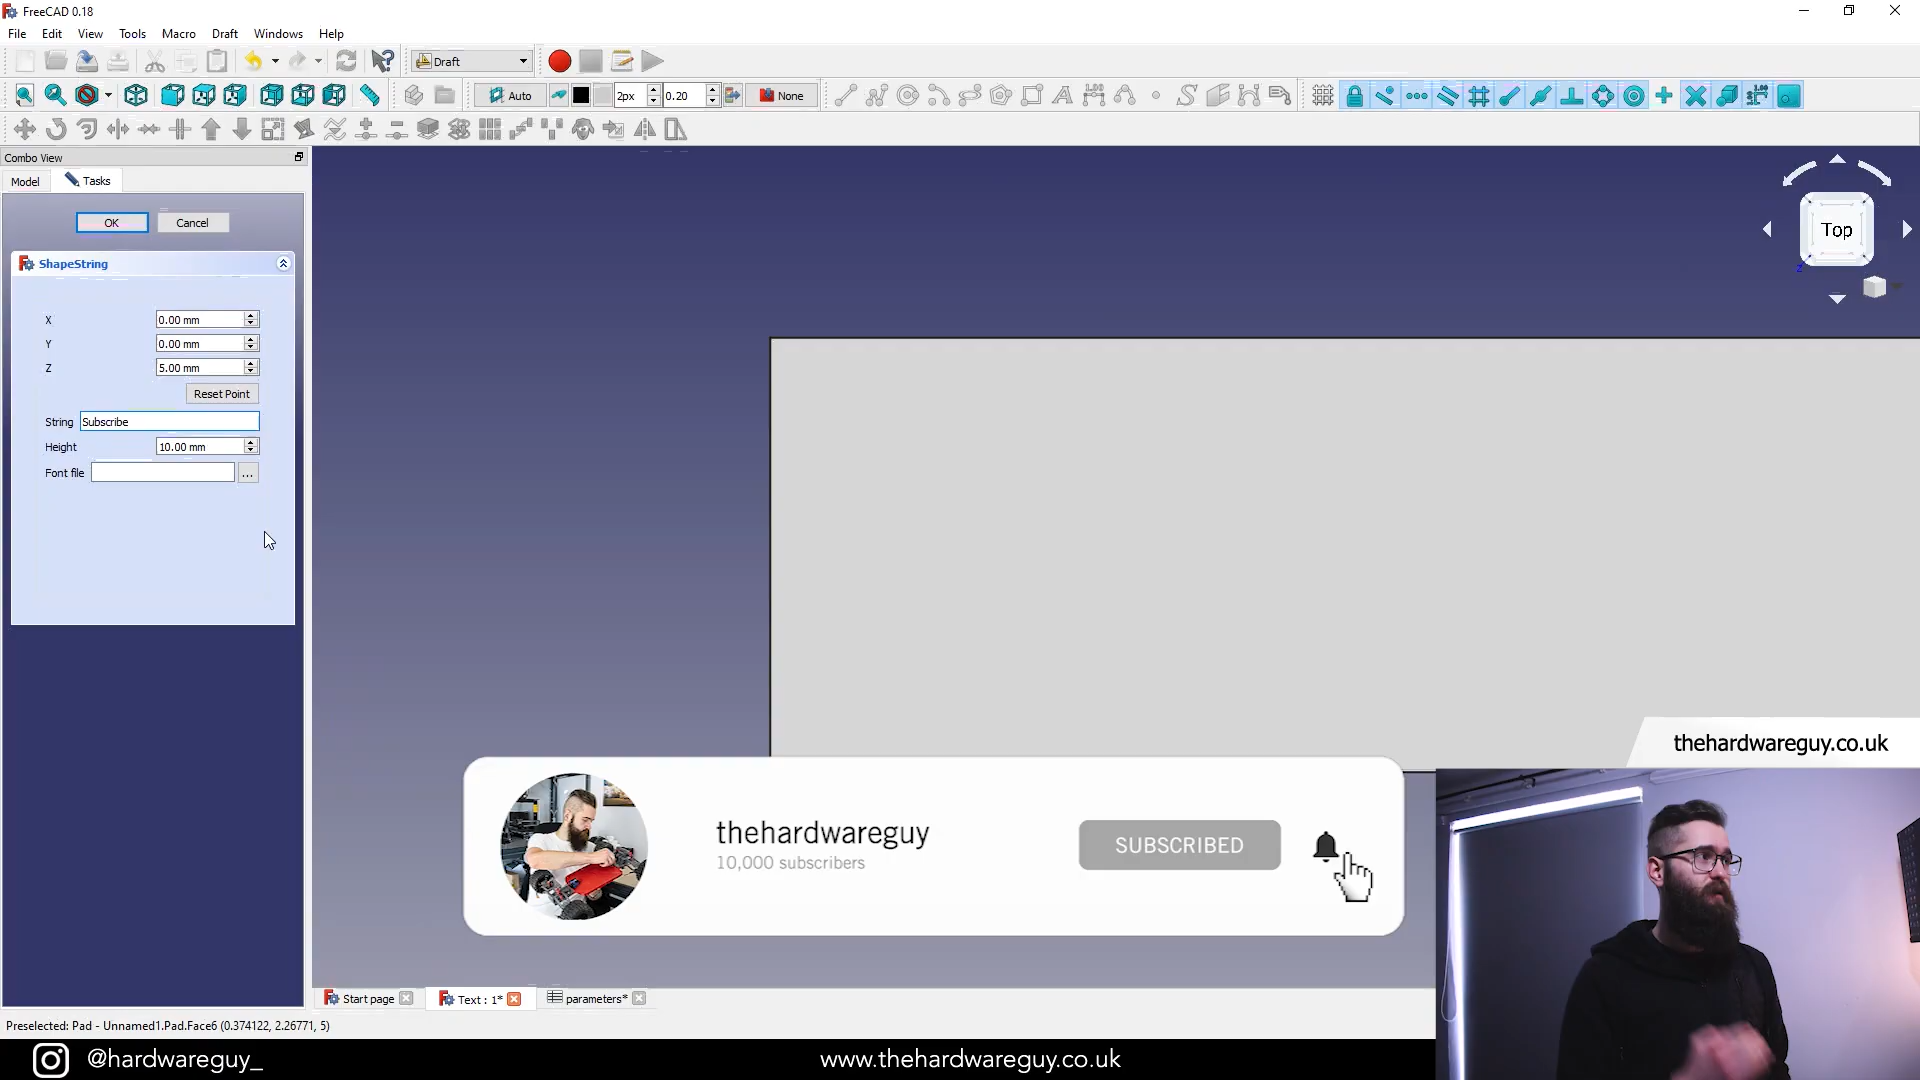 FreeCAD 0.18
File Edit View Tools Macro Draft Windows Help
Draft
Auto 2px 0.20 None
Combo View
Model Tasks
OK Cancel
ShapeString
X 0.00 mm
Y 0.00 mm
Z 5.00 mm
Reset Point
String Subscribe
Height 10.00 mm
Font file ...
Top
z
thehardwareguy.co.uk
thehardwareguy
10,000 subscribers
SUBSCRIBED
Start page Text : 1* parameters*
Preselected: Pad - Unnamed1.Pad.Face6 (0.374122, 2.26771, 5)
@hardwareguy_ www.thehardwareguy.co.uk